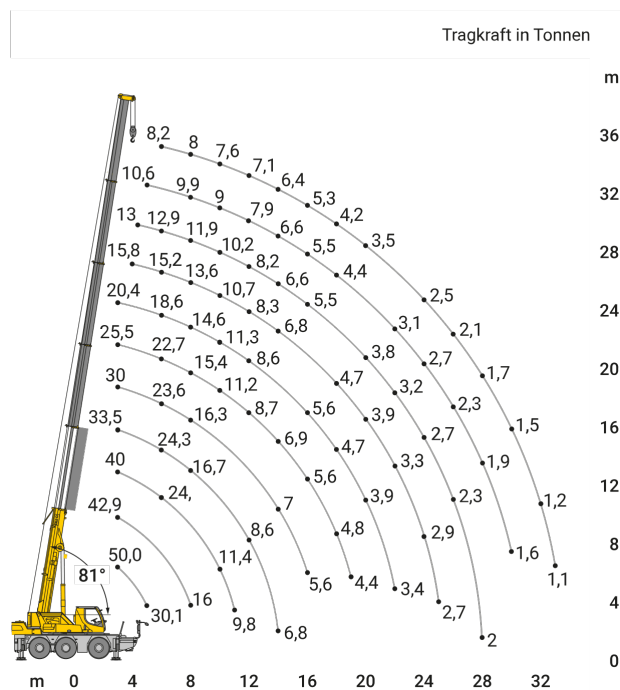 Tragkraft in Tonnen
m
8,2 8 7,6 7,1 6,4 5,3 4,2 3,5 2,5 2,1 1,7 1,5 1,2 1,1
10,6 9,9 9 7,9 6,6 5,5 4,4 3,1 2,7 2,3 1,9 1,6
13 12,9 11,9 10,2 8,2 6,6 5,5 3,8 3,2 2,7 2,3 2
15,8 15,2 13,6 10,7 8,3 6,8 4,7 3,9 3,3 2,9 2,7
20,4 18,6 14,6 11,3 8,6 5,6 4,7 3,9 3,4
25,5 22,7 15,4 11,2 8,7 6,9 5,6 4,8 4,4
30 23,6 16,3 7 5,6
33,5 24,3 16,7 8,6 6,8
40 24, 11,4 9,8
42,9 16
50,0 30,1
81°
36
32
28
24
20
16
12
8
4
0
m 0 4 8 12 16 20 24 28 32